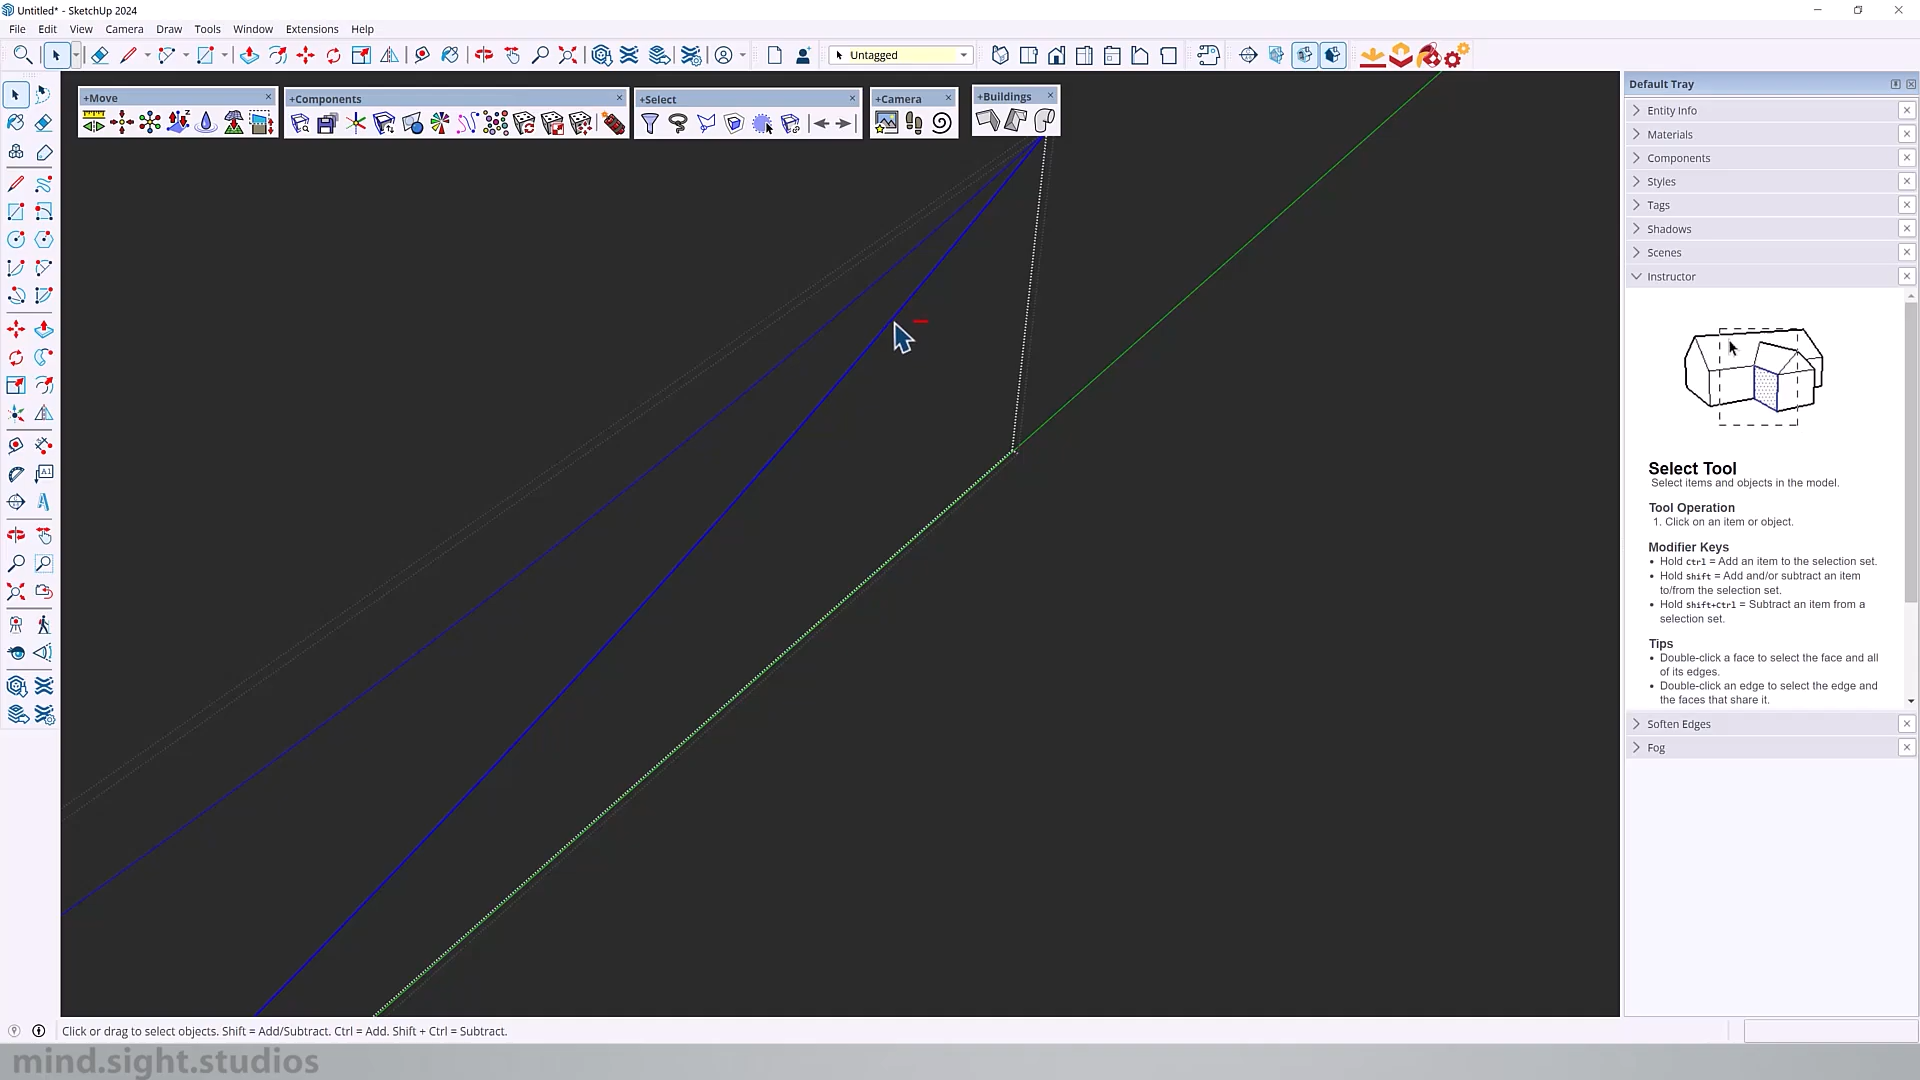 Untitled* - SketchUp 2024
File Edit View Camera Draw Tools Window Extensions Help
Untagged
+Move
+Components
+Select
+Camera
+Buildings
Z
A1
Default Tray
Entity Info
Materials
Components
Styles
Tags
Shadows
Scenes
Instructor
Select Tool
Select items and objects in the model.
Tool Operation
1. Click on an item or object.
Modifier Keys
• Hold Ctrl = Add an item to the selection set.
• Hold Shift = Add and/or subtract an item
to/from the selection set.
• Hold Shift+Ctrl = Subtract an item from a
selection set.
Tips
• Double-click a face to select the face and all
of its edges.
• Double-click an edge to select the edge and
the faces that share it.
Soften Edges
Fog
Click or drag to select objects. Shift = Add/Subtract. Ctrl = Add. Shift + Ctrl = Subtract.
mind.sight.studios